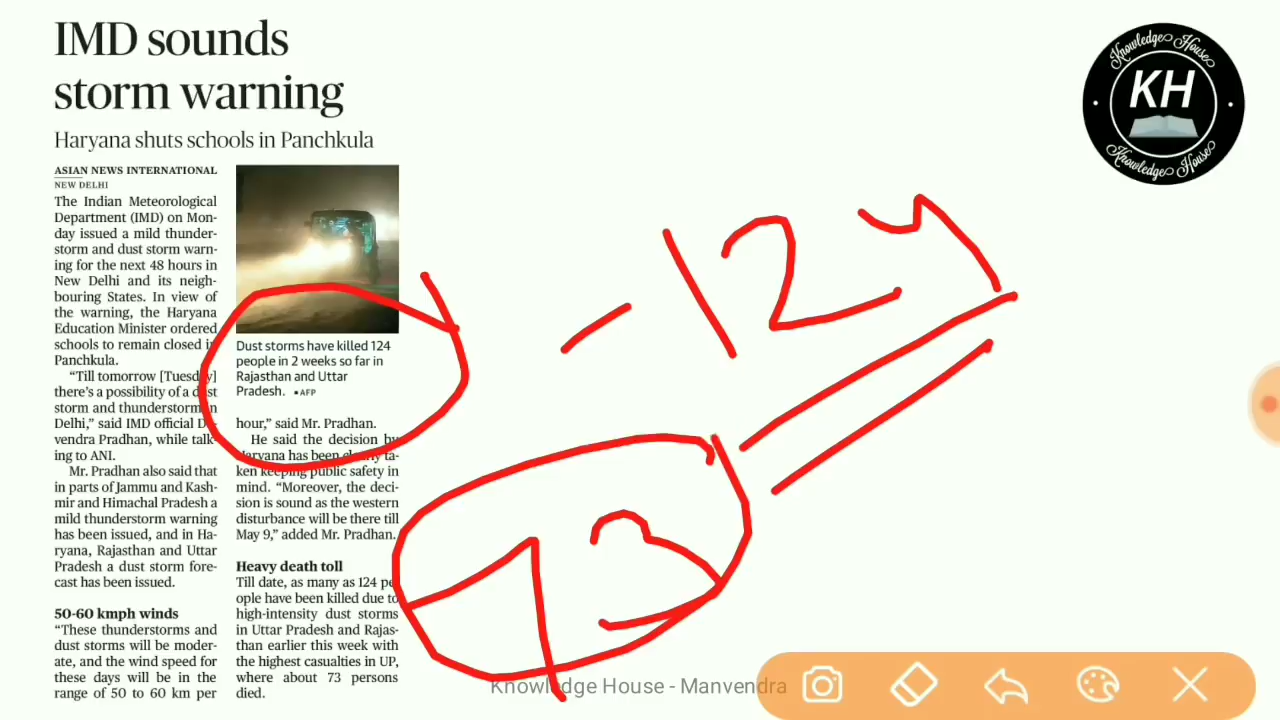 IMD sounds
storm warning
Haryana shuts schools in Panchkula
ASIAN NEWS INTERNATIONAL
NEW DELHI
The Indian Meteorological
Department (IMD) on Mon-
day issued a mild thunder-
storm and dust storm warn-
ing for the next 48 hours in
New Delhi and its neigh-
bouring States. In view of
the warning, the Haryana
Education Minister ordered
schools to remain closed in
Panchkula.
“Till tomorrow [Tuesday]
there’s a possibility of a dust
storm and thunderstorm in
Delhi,” said IMD official De-
vendra Pradhan, while talk-
ing to ANI.
Mr. Pradhan also said that
in parts of Jammu and Kash-
mir and Himachal Pradesh a
mild thunderstorm warning
has been issued, and in Ha-
ryana, Rajasthan and Uttar
Pradesh a dust storm fore-
cast has been issued.
50-60 kmph winds
“These thunderstorms and
dust storms will be moder-
ate, and the wind speed for
these days will be in the
range of 50 to 60 km per
Dust storms have killed 124
people in 2 weeks so far in
Rajasthan and Uttar
Pradesh. ▪AFP
hour,” said Mr. Pradhan.
He said the decision by
Haryana has been clearly ta-
ken keeping public safety in
mind. “Moreover, the deci-
sion is sound as the western
disturbance will be there till
May 9,” added Mr. Pradhan.
Heavy death toll
Till date, as many as 124 pe-
ople have been killed due to
high-intensity dust storms
in Uttar Pradesh and Rajas-
than earlier this week with
the highest casualties in UP,
where about 73 persons
died.
- 124
73
Knowledge House
KH
Knowledge House
Knowledge House - Manvendra